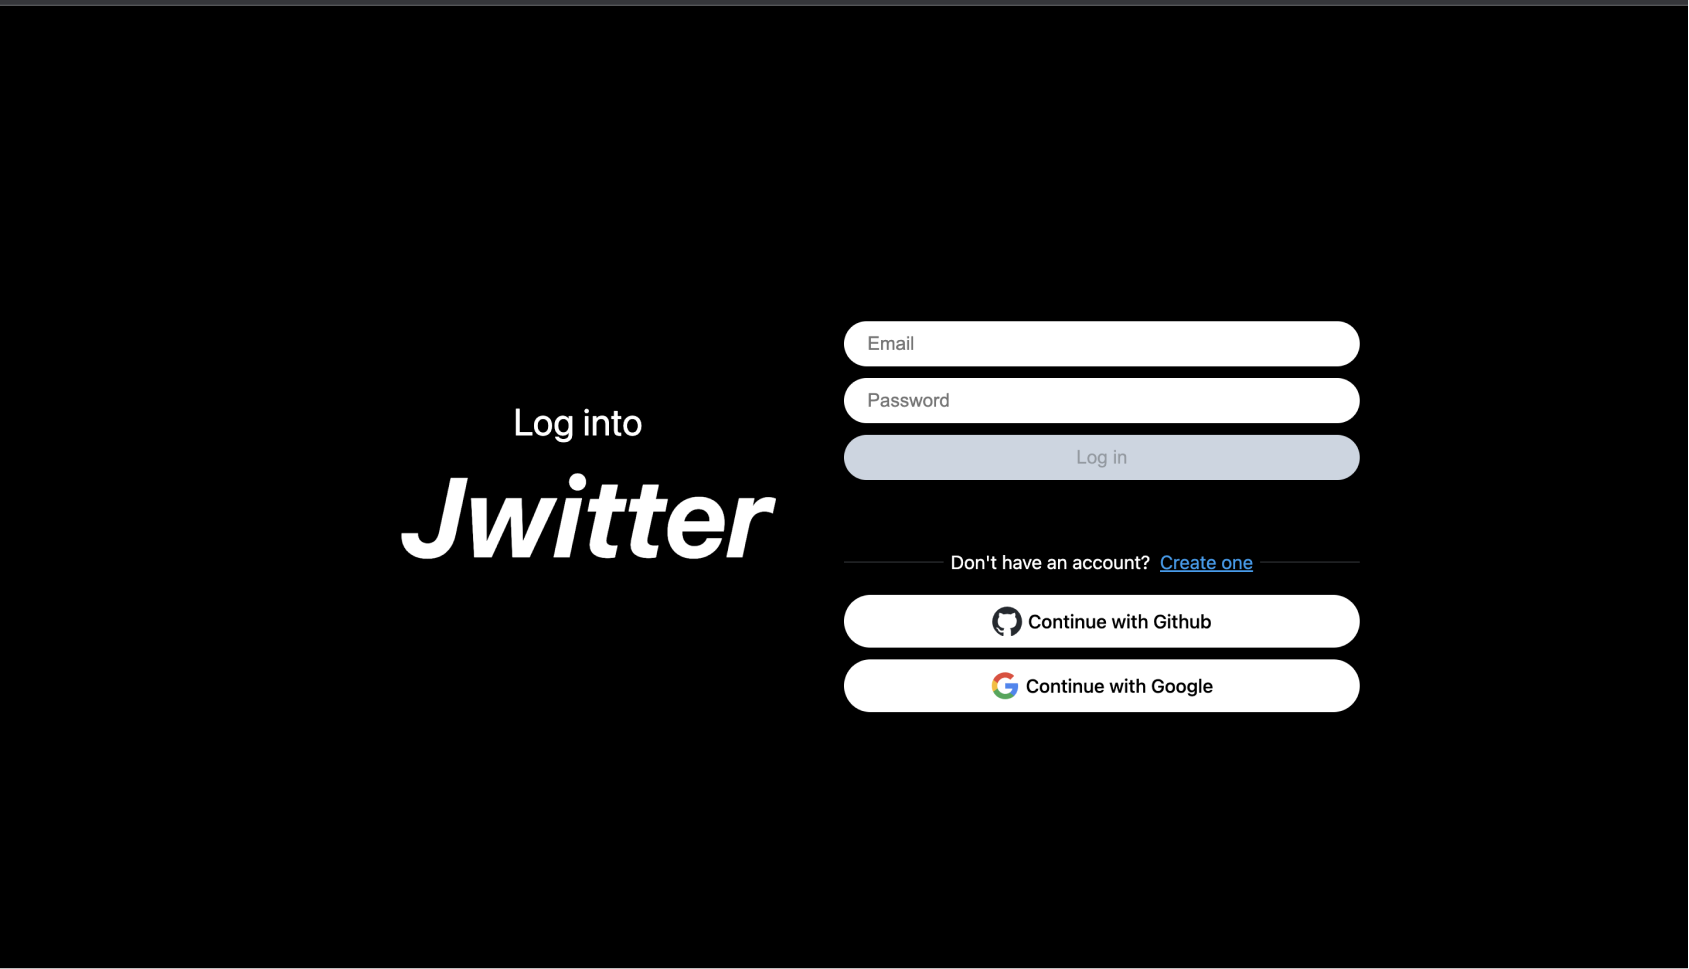 Log into
Jwitter
Email
Password
Log in
Don't have an account? Create one
Continue with Github
Continue with Google